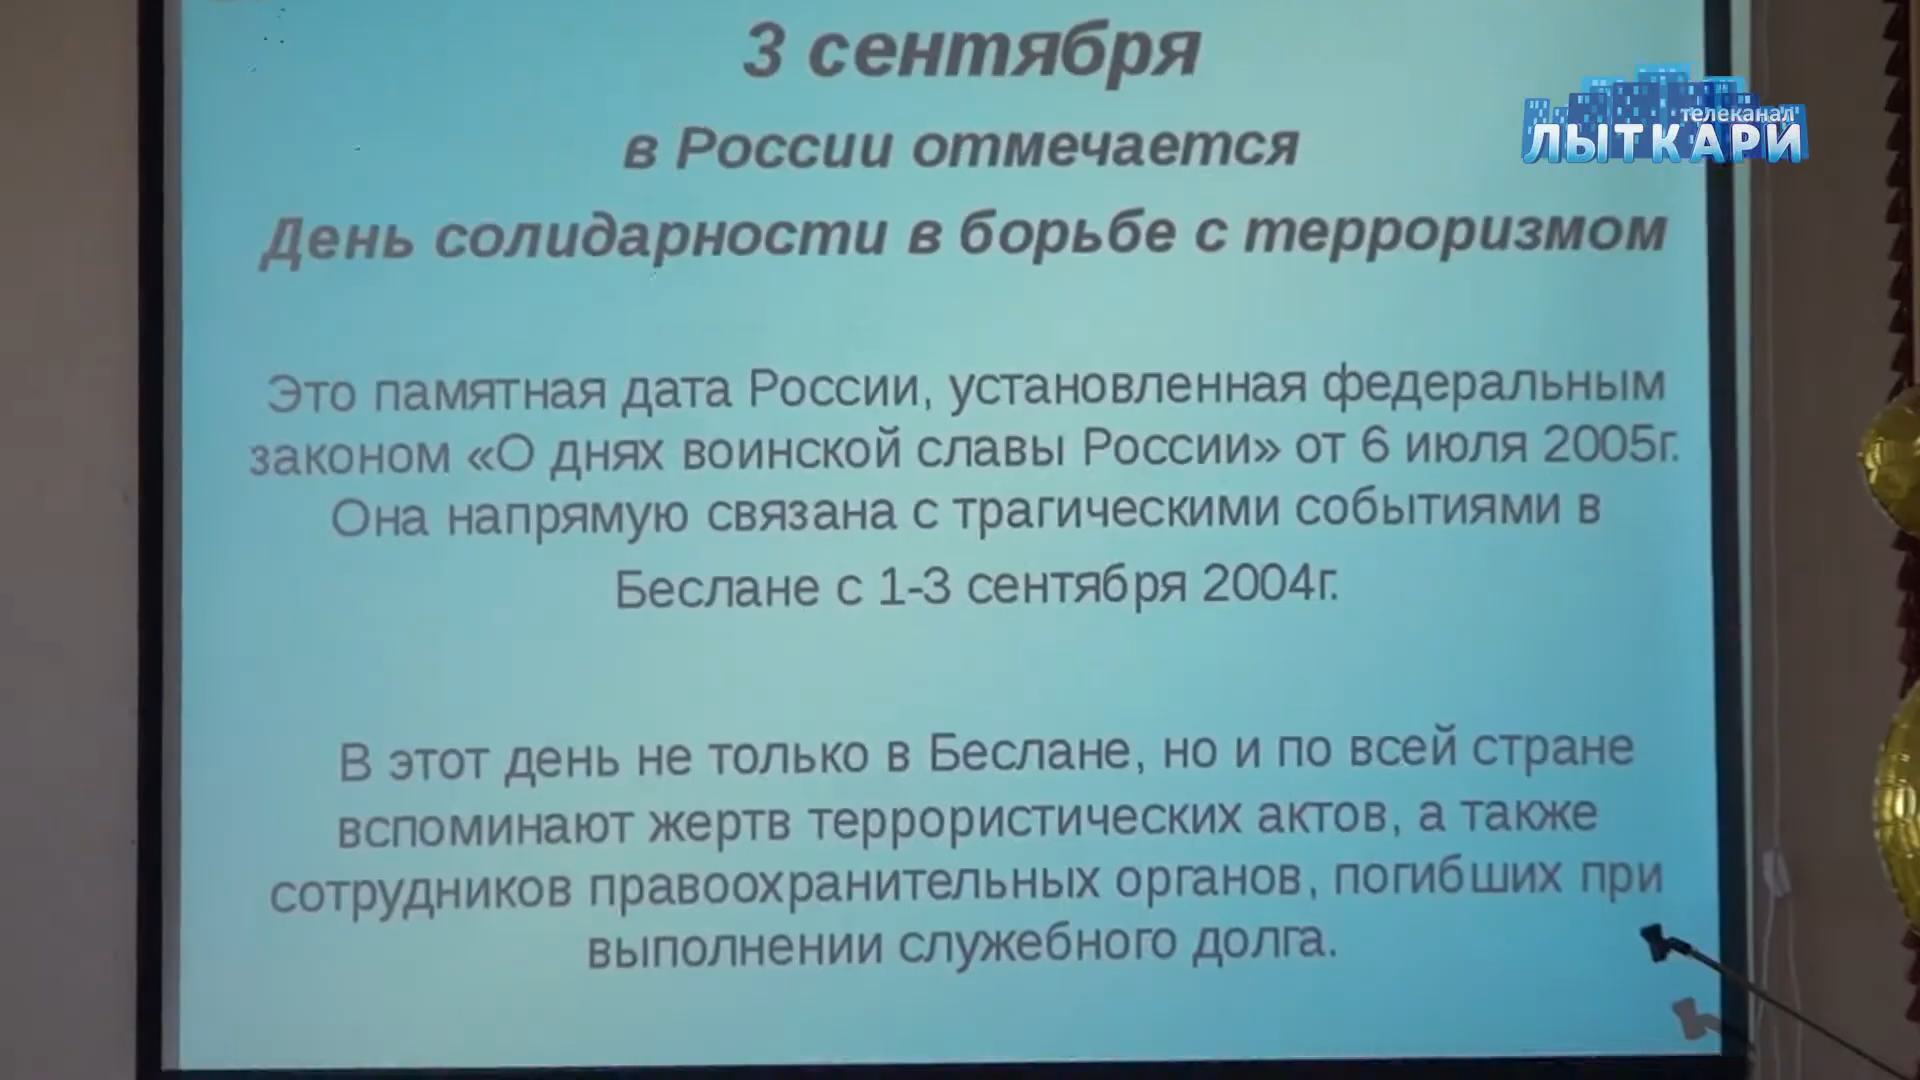 3 сентября
в России отмечается
День солидарности в борьбе с терроризмом
Это памятная дата России, установленная федеральным
законом «О днях воинской славы России» от 6 июля 2005г.
Она напрямую связана с трагическими событиями в
Беслане с 1-3 сентября 2004г.
В этот день не только в Беслане, но и по всей стране
вспоминают жертв террористических актов, а также
сотрудников правоохранительных органов, погибших при
выполнении служебного долга.
телеканал
ЛЫТКАРИ